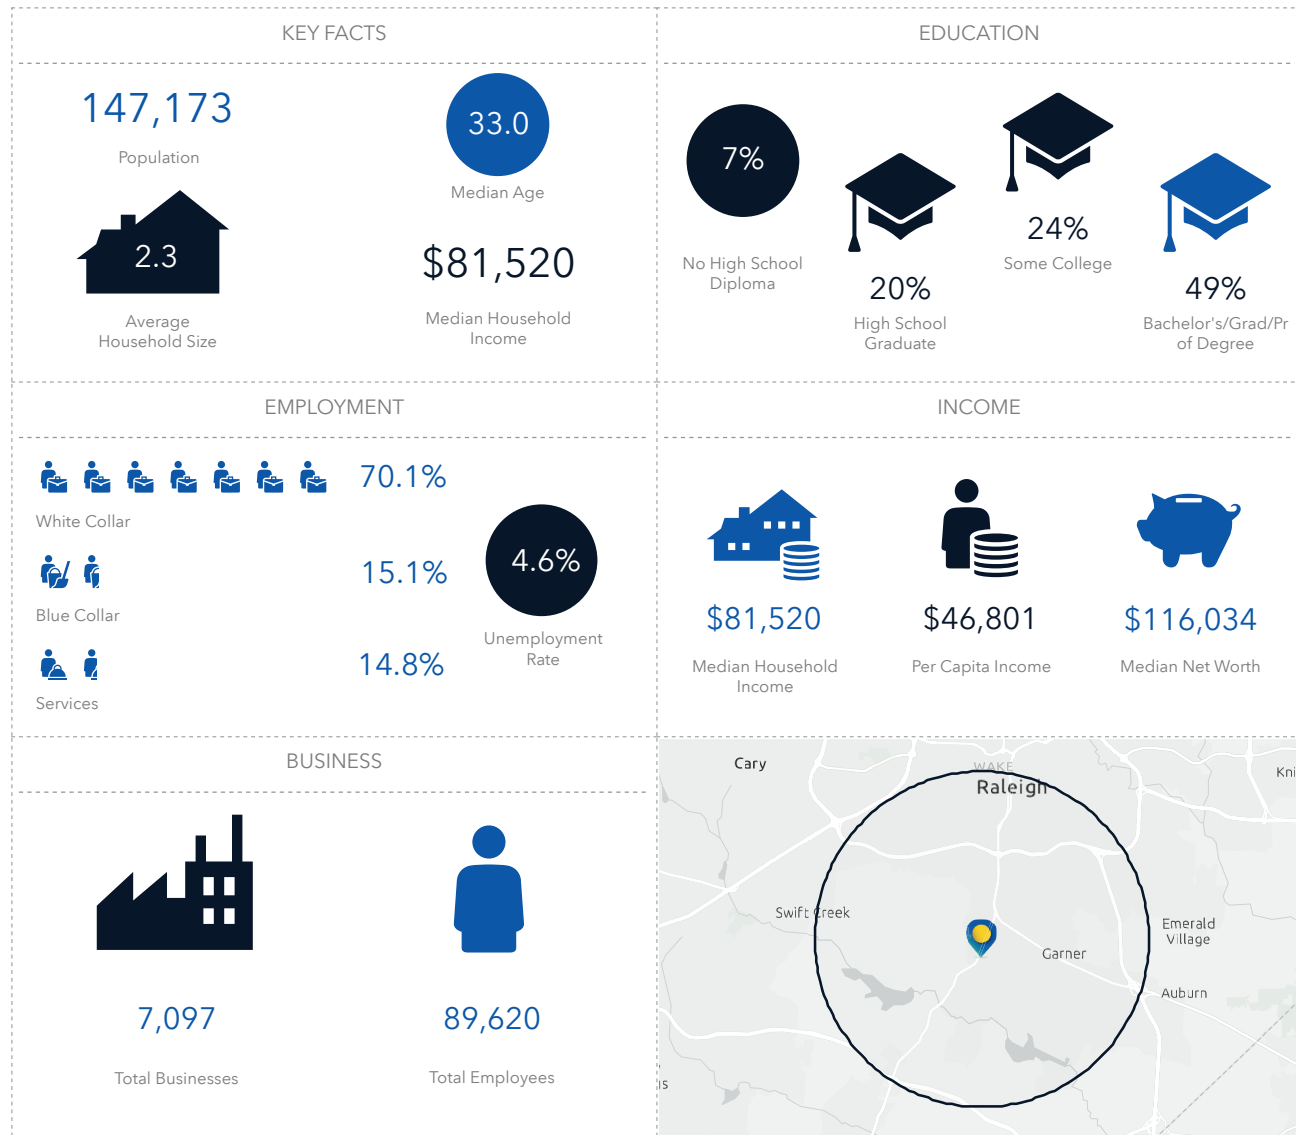 KEY FACTS
147,173
Population
33.0
Median Age
2.3
Average
Household Size
$81,520
Median Household
Income
EDUCATION
7%
No High School
Diploma
20%
High School
Graduate
24%
Some College
49%
Bachelor's/Grad/Pr
of Degree
EMPLOYMENT
70.1%
White Collar
15.1%
Blue Collar
14.8%
Services
4.6%
Unemployment
Rate
INCOME
$81,520
Median Household
Income
$46,801
Per Capita Income
$116,034
Median Net Worth
BUSINESS
7,097
Total Businesses
89,620
Total Employees
Cary
WAKE
Raleigh
Kni
Swift Creek
Emerald
Village
Garner
Auburn